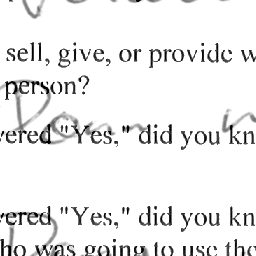 sell, give, or provide w
person?
vered "Yes," did you kn
vered "Yes," did you kn
ho was going to use the